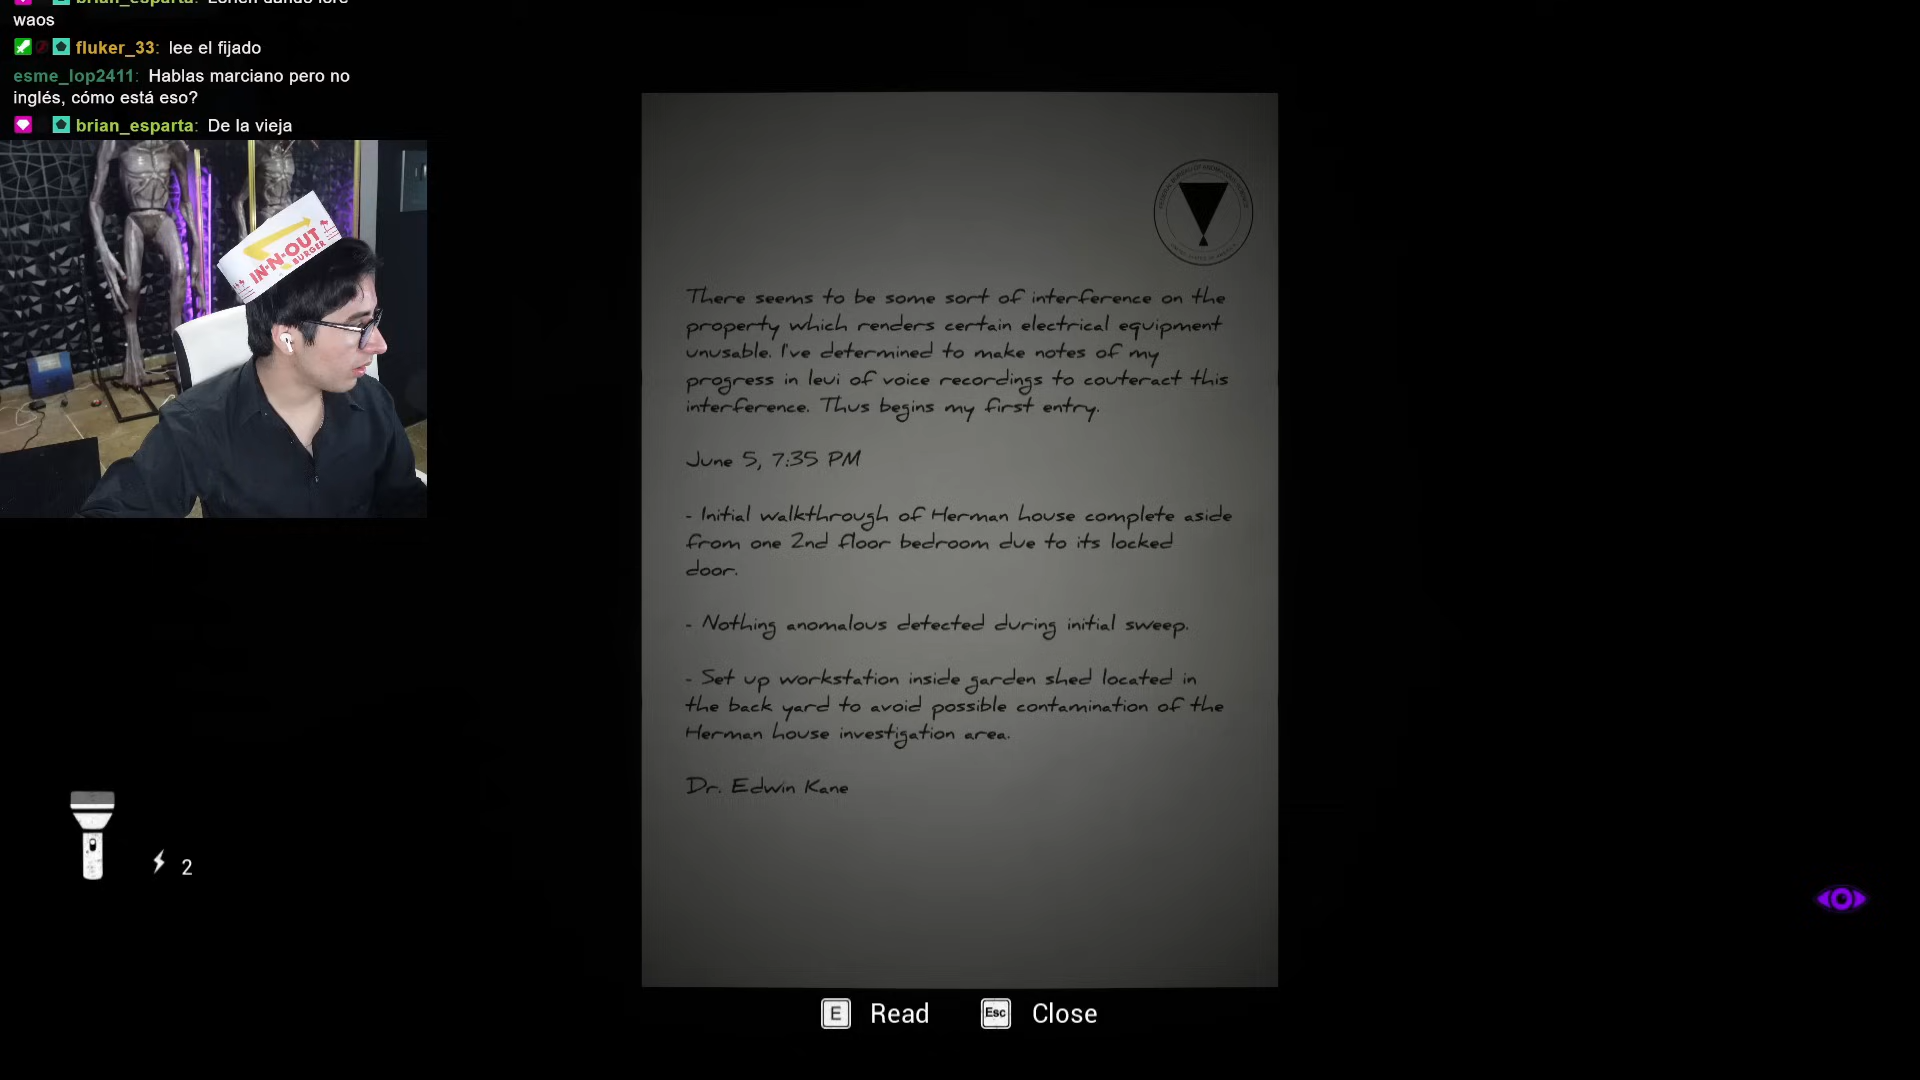 waos
fluker_33: lee el fijado
esme_lop2411: Hablas marciano pero no
inglés, cómo está eso?
brian_esparta: De la vieja
IN-N-OUT
BURGER
There seems to be some sort of interference on the
property which renders certain electrical equipment
unusable. I've determined to make notes of my
progress in levi of voice recordings to couteract this
interference. Thus begins my first entry.
June 5, 7:35 PM
- Initial walkthrough of Herman house complete aside
from one 2nd floor bedroom due to its locked
door.
- Nothing anomalous detected during initial sweep.
- Set up workstation inside garden shed located in
the back yard to avoid possible contamination of the
Herman house investigation area.
Dr. Edwin Kane
2
E Read Esc Close